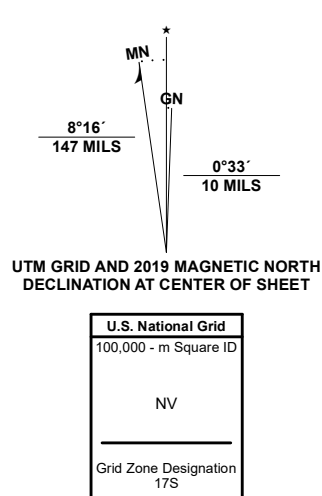 ★
MN
GN
8°16´
147 MILS
0°33´
10 MILS
UTM GRID AND 2019 MAGNETIC NORTH
DECLINATION AT CENTER OF SHEET
U.S. National Grid
100,000 - m Square ID
NV
Grid Zone Designation
17S